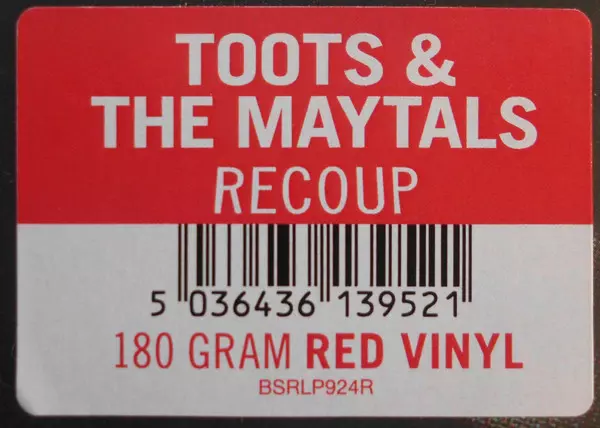 TOOTS &
THE MAYTALS
RECOUP
5 036436 139521
180 GRAM RED VINYL
BSRLP924R